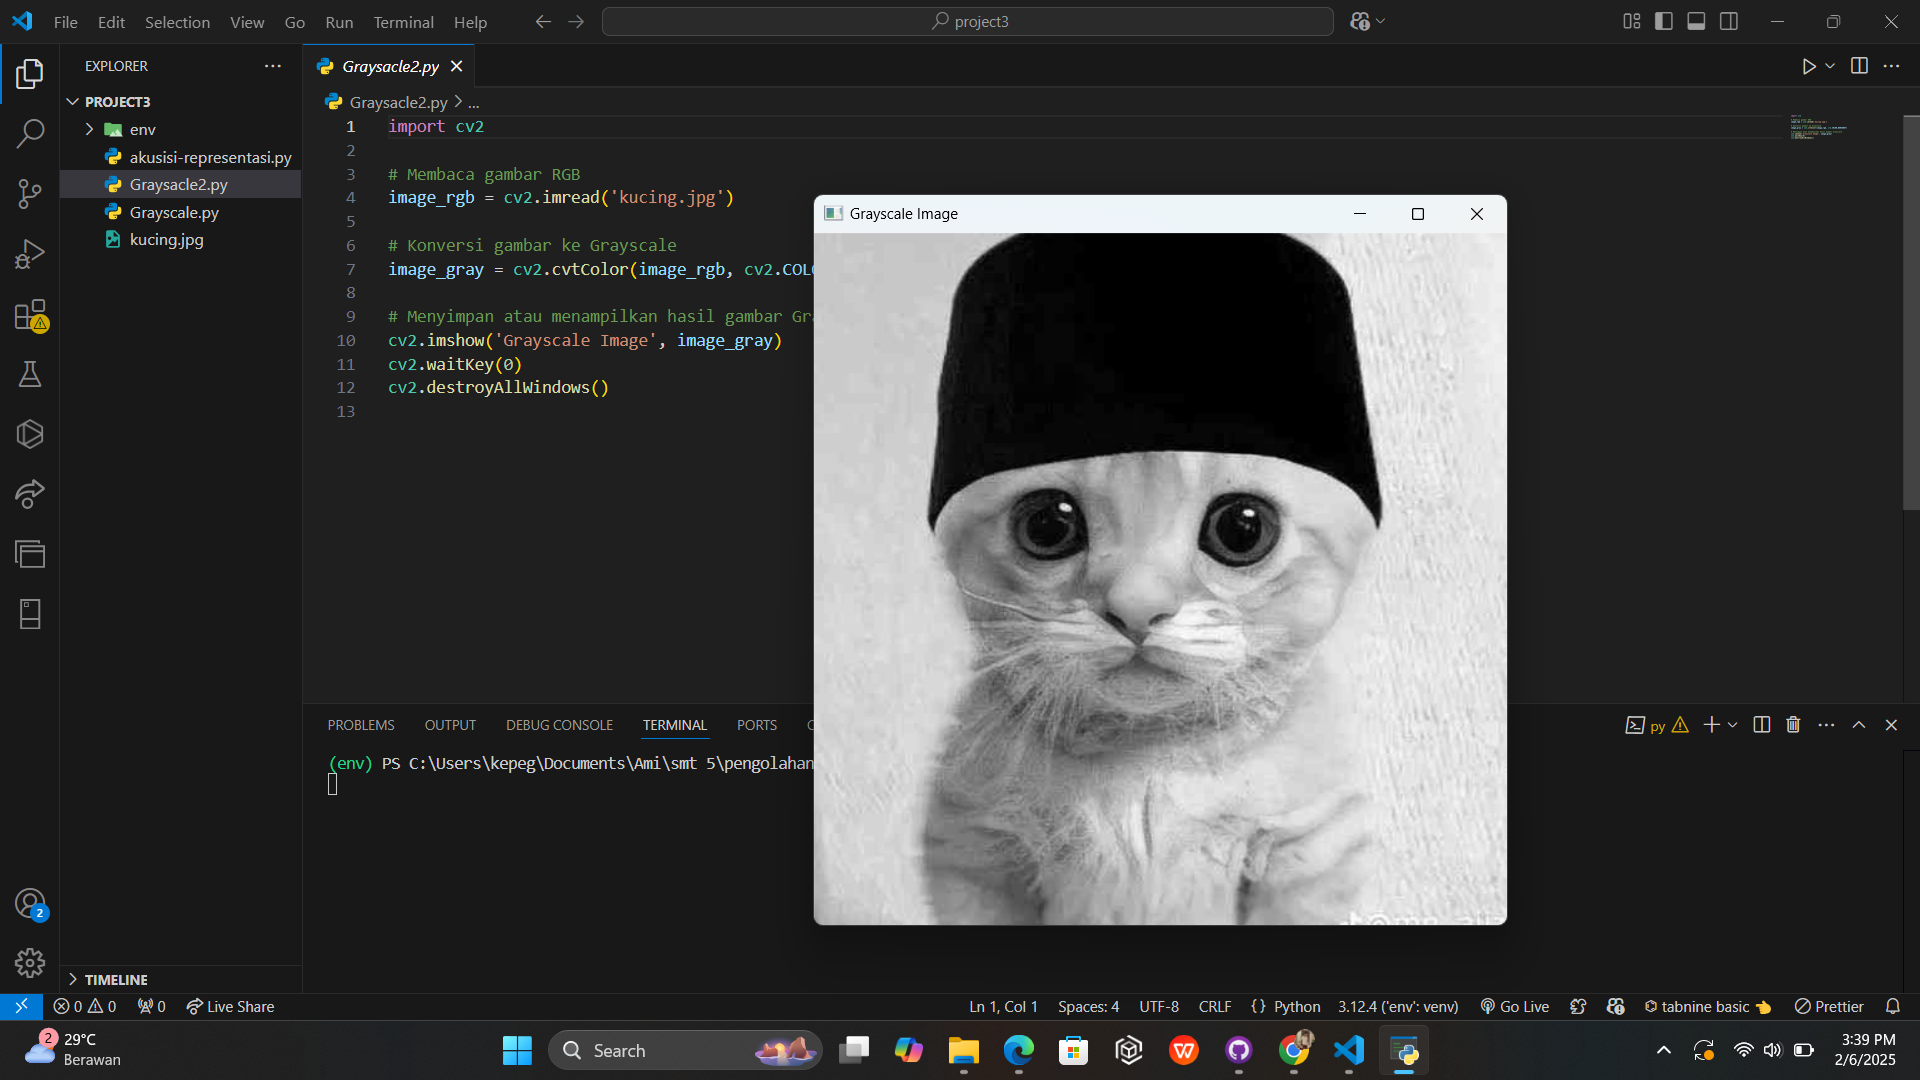 File Edit Selection View Go Run Terminal Help
project3
EXPLORER
PROJECT3
env
akusisi-representasi.py
Graysacle2.py
Grayscale.py
kucing.jpg
TIMELINE
Graysacle2.py
Graysacle2.py > ...
1 import cv2
2
3 # Membaca gambar RGB
4 image_rgb = cv2.imread('kucing.jpg')
5
6 # Konversi gambar ke Grayscale
7 image_gray = cv2.cvtColor(image_rgb, cv2.COLO
8
9 # Menyimpan atau menampilkan hasil gambar Gr
10 cv2.imshow('Grayscale Image', image_gray)
11 cv2.waitKey(0)
12 cv2.destroyAllWindows()
13
Grayscale Image
PROBLEMS OUTPUT DEBUG CONSOLE TERMINAL PORTS
py
(env) PS C:\Users\kepeg\Documents\Ami\smt 5\pengolahan
2
0 0 0 Live Share
Ln 1, Col 1 Spaces: 4 UTF-8 CRLF {} Python 3.12.4 ('env': venv) Go Live tabnine basic Prettier
2
29°C
Berawan
Search
3:39 PM
2/6/2025